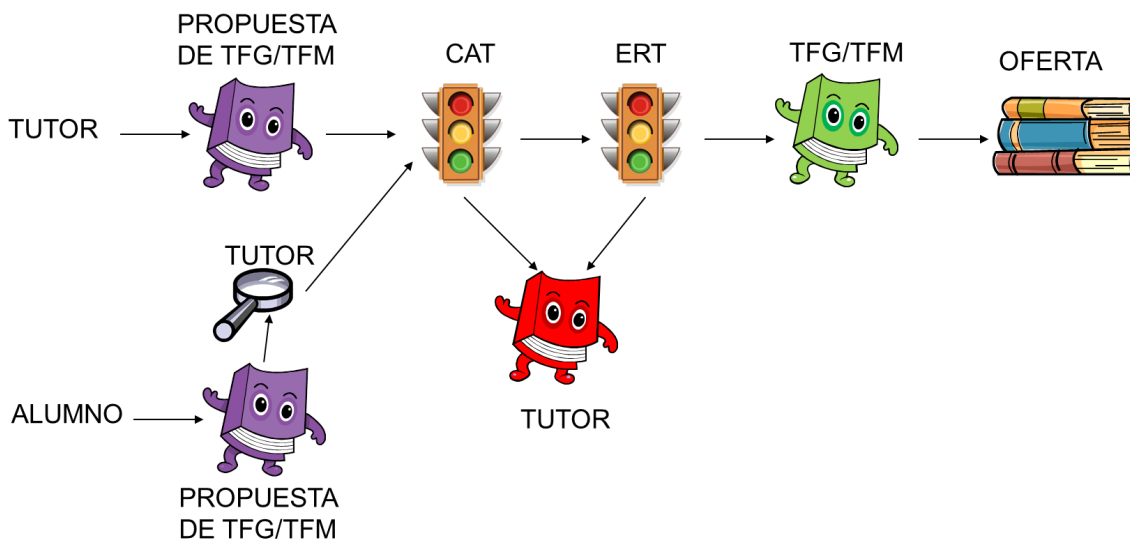 PROPUESTA
DE TFG/TFM
CAT
ERT
TFG/TFM
OFERTA
TUTOR
TUTOR
ALUMNO
TUTOR
PROPUESTA
DE TFG/TFM